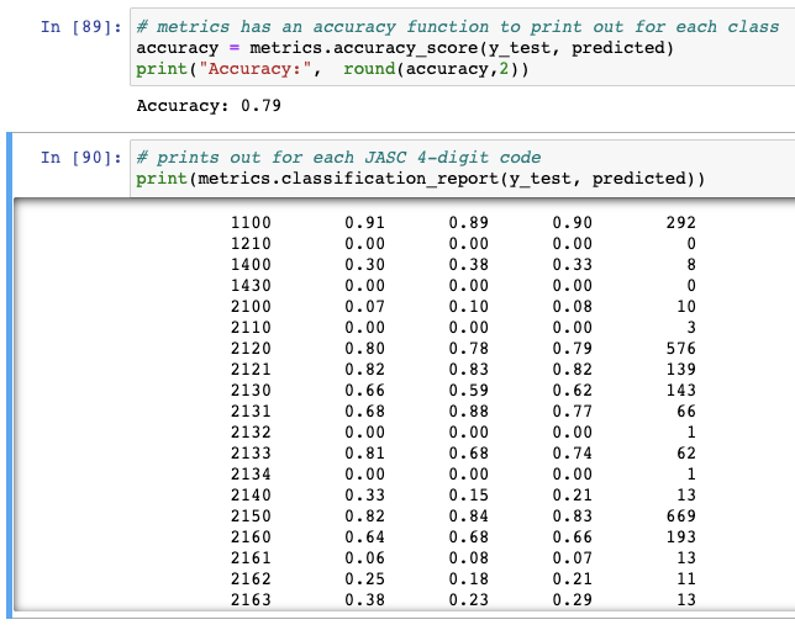 In [89]: # metrics has an accuracy function to print out for each class
accuracy = metrics.accuracy_score(y_test, predicted)
print("Accuracy:",  round(accuracy,2))
Accuracy: 0.79
In [90]: # prints out for each JASC 4-digit code
print(metrics.classification_report(y_test, predicted))
1100 0.91 0.89 0.90 292
1210 0.00 0.00 0.00 0
1400 0.30 0.38 0.33 8
1430 0.00 0.00 0.00 0
2100 0.07 0.10 0.08 10
2110 0.00 0.00 0.00 3
2120 0.80 0.78 0.79 576
2121 0.82 0.83 0.82 139
2130 0.66 0.59 0.62 143
2131 0.68 0.88 0.77 66
2132 0.00 0.00 0.00 1
2133 0.81 0.68 0.74 62
2134 0.00 0.00 0.00 1
2140 0.33 0.15 0.21 13
2150 0.82 0.84 0.83 669
2160 0.64 0.68 0.66 193
2161 0.06 0.08 0.07 13
2162 0.25 0.18 0.21 11
2163 0.38 0.23 0.29 13